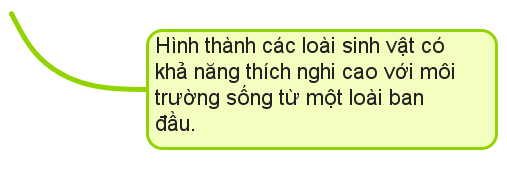 Hình thành các loài sinh vật có
khả năng thích nghi cao với môi
trường sống từ một loài ban
đầu.